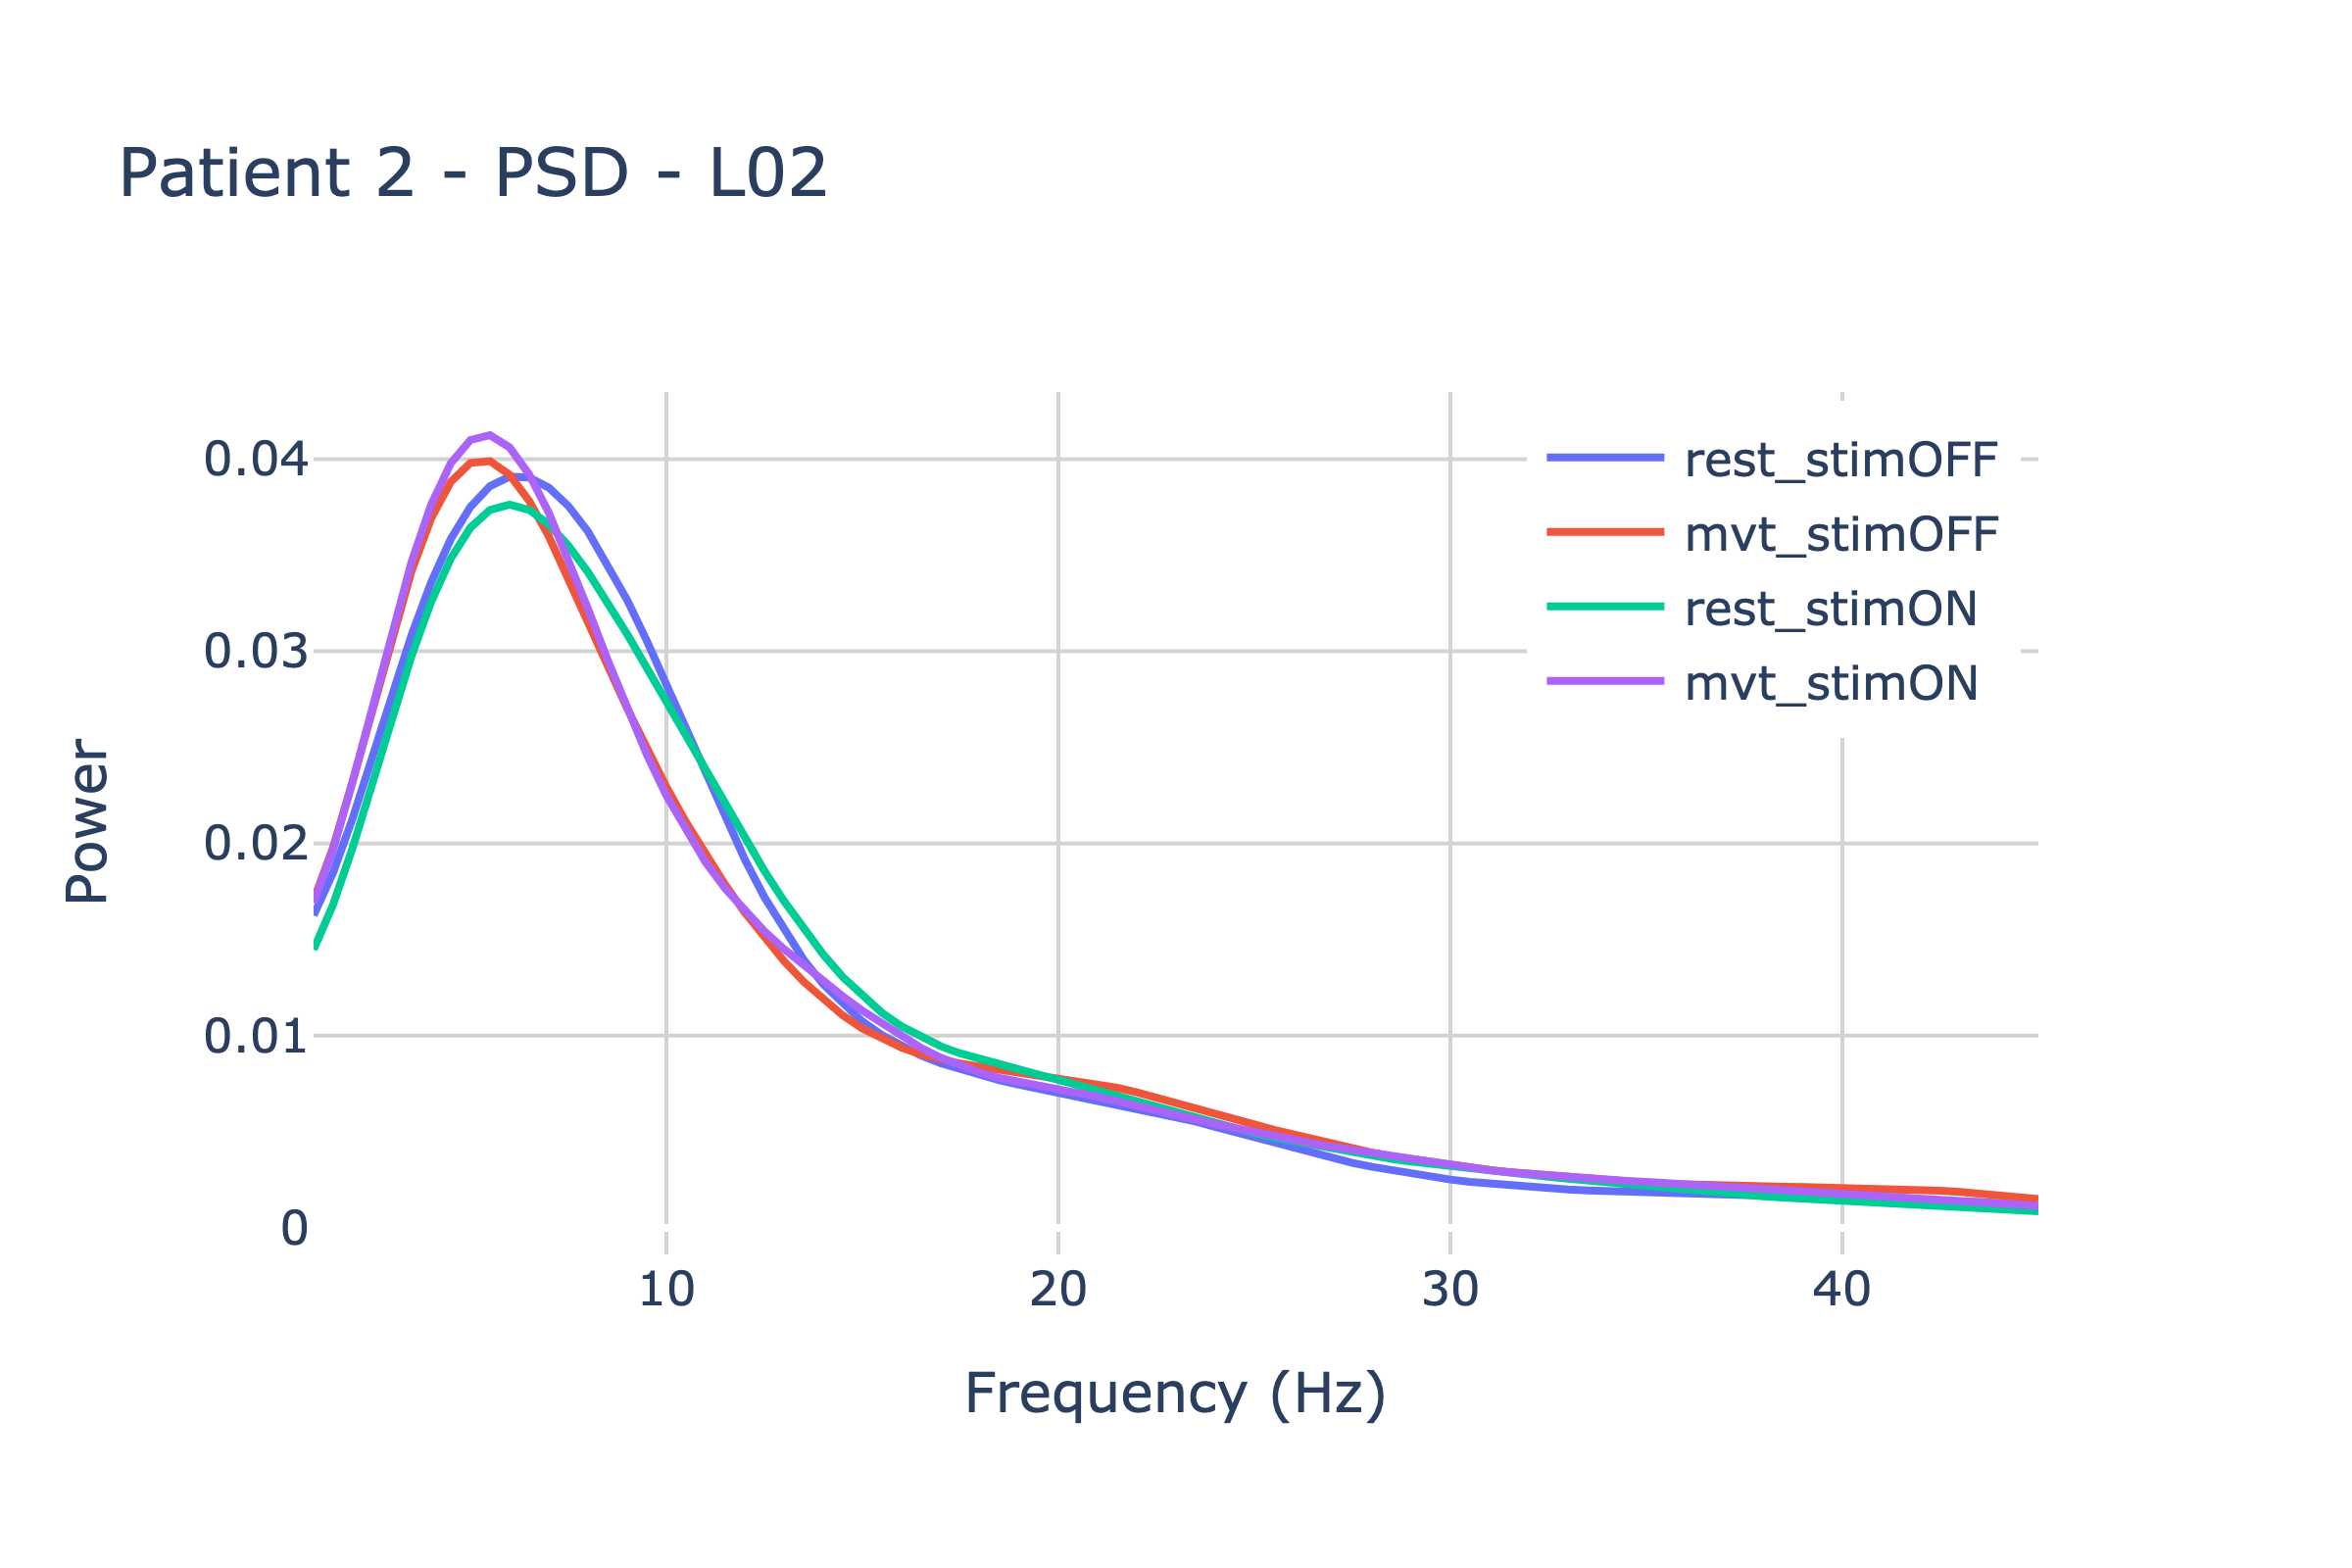 Patient 2 - PSD - L02
rest_stimOFF
mvt_stimOFF
rest_stimON
mvt_stimON
0.04
0.03
0.02
0.01
0
Power
10 20 30 40
Frequency (Hz)